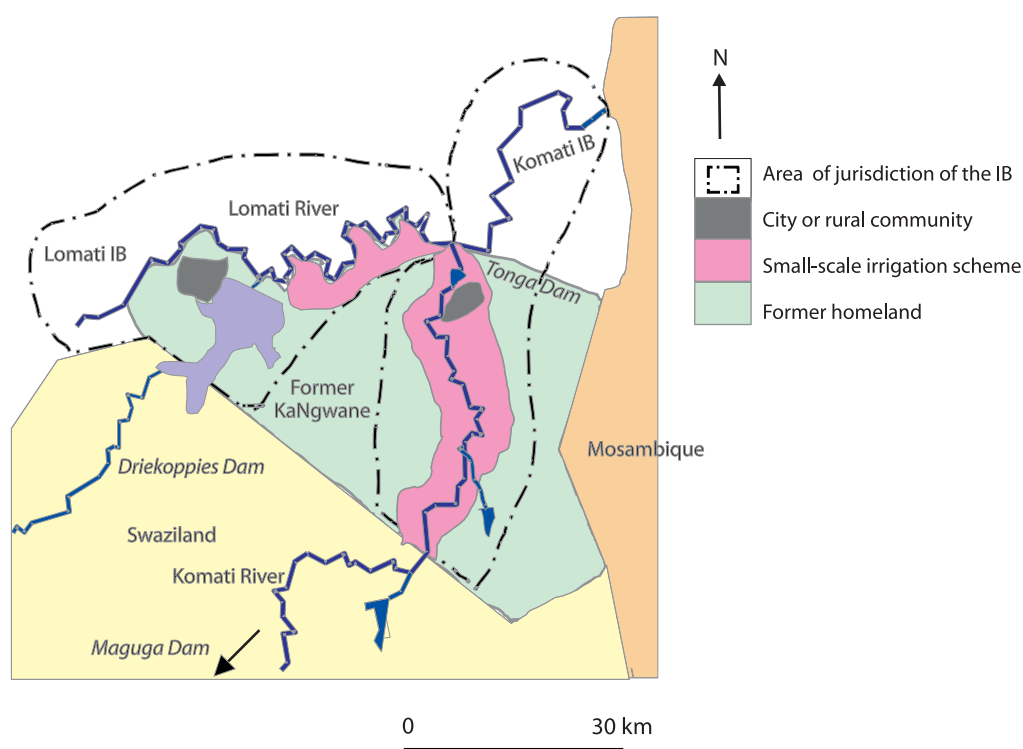 N
Komati IB
Area of jurisdiction of the IB
City or rural community
Small-scale irrigation scheme
Former homeland
Lomati River
Lomati IB
Tonga Dam
Former
KaNgwane
Mosambique
Driekoppies Dam
Swaziland
Komati River
Maguga Dam
0 30 km